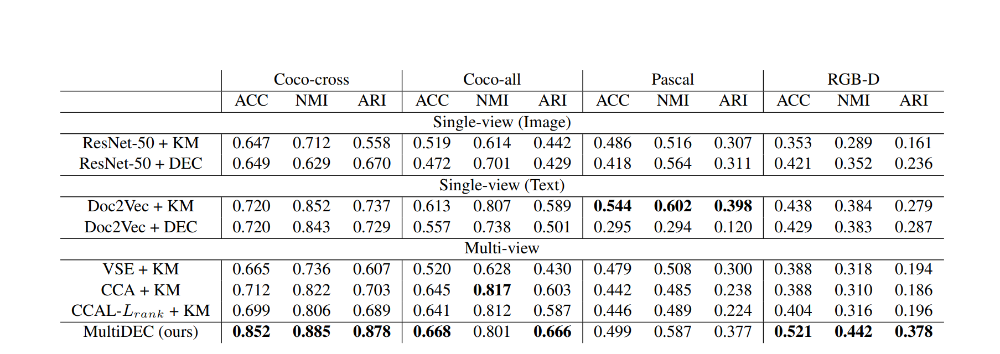 Coco-cross Coco-all Pascal RGB-D
ACC NMI ARI ACC NMI ARI ACC NMI ARI ACC NMI ARI
Single-view (Image)
ResNet-50 + KM 0.647 0.712 0.558 0.519 0.614 0.442 0.486 0.516 0.307 0.353 0.289 0.161
ResNet-50 + DEC 0.649 0.629 0.670 0.472 0.701 0.429 0.418 0.564 0.311 0.421 0.352 0.236
Single-view (Text)
Doc2Vec + KM 0.720 0.852 0.737 0.613 0.807 0.589 0.544 0.602 0.398 0.438 0.384 0.279
Doc2Vec + DEC 0.720 0.843 0.729 0.557 0.738 0.501 0.295 0.294 0.120 0.429 0.383 0.287
Multi-view
VSE + KM 0.665 0.736 0.607 0.520 0.628 0.430 0.479 0.508 0.300 0.388 0.318 0.194
CCA + KM 0.712 0.822 0.703 0.645 0.817 0.603 0.442 0.485 0.238 0.388 0.310 0.186
CCAL-Lrank + KM 0.699 0.806 0.689 0.641 0.812 0.587 0.446 0.489 0.224 0.404 0.316 0.196
MultiDEC (ours) 0.852 0.885 0.878 0.668 0.801 0.666 0.499 0.587 0.377 0.521 0.442 0.378